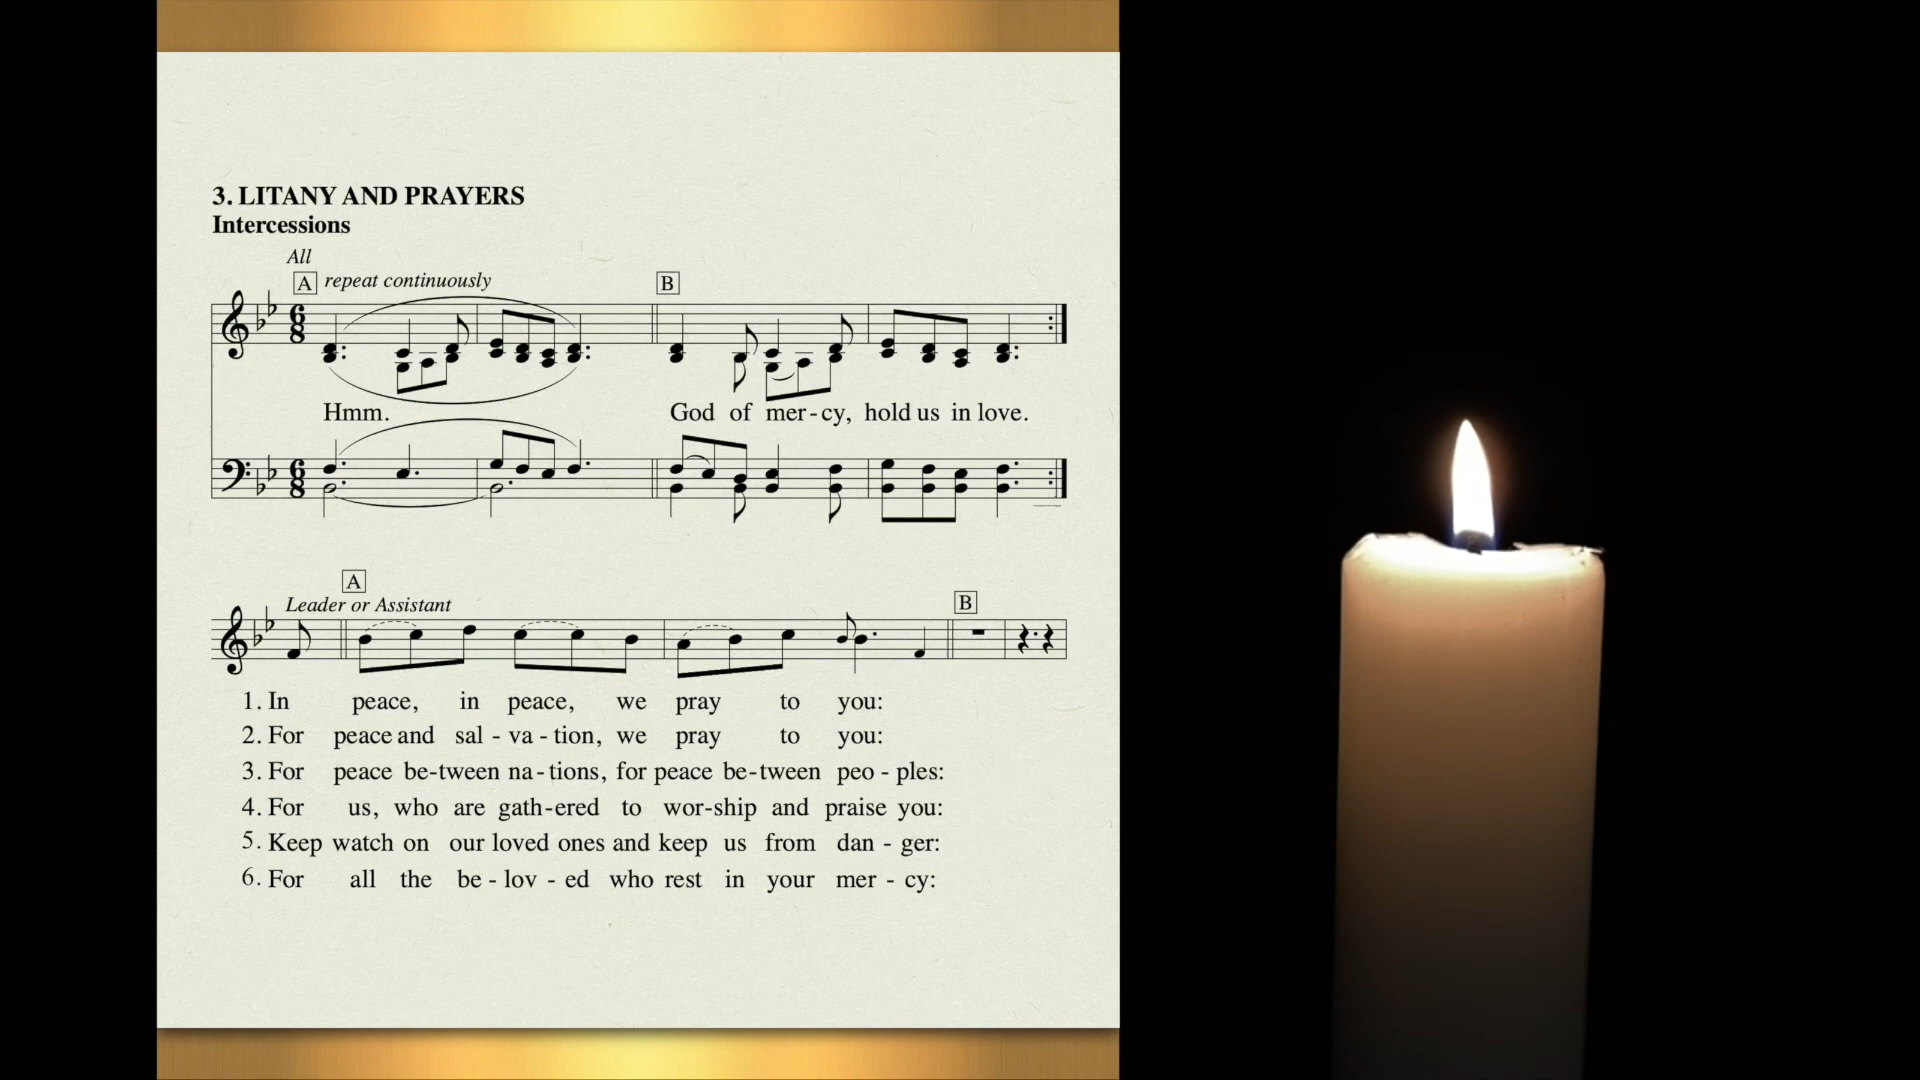 3. LITANY AND PRAYERS
Intercessions
All
A repeat continuously B
Hmm. God of mer-cy, hold us in love.
A
Leader or Assistant B
1. In peace, in peace, we pray to you:
2. For peace and sal - va - tion, we pray to you:
3. For peace be-tween na-tions, for peace be-tween peo - ples:
4. For us, who are gath-ered to wor-ship and praise you:
5. Keep watch on our loved ones and keep us from dan - ger:
6. For all the be - lov - ed who rest in your mer - cy: